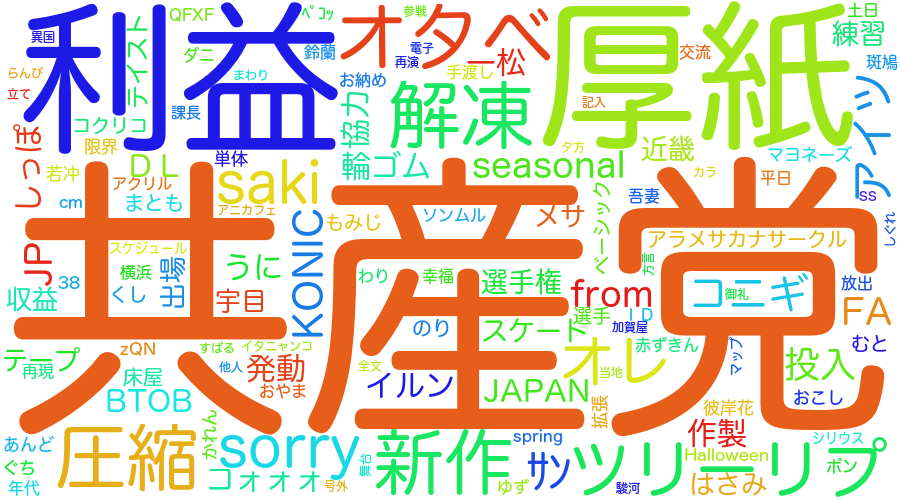 QFXF
ペコッ
参戦
土日
異国
利益
テイスト
ダニ
鈴蘭
オタベ
電子
再演
一松
厚紙
交流
練習
斑鳩
らんぴ
立て
まわり
お納め
手渡し
課長
コクリコ
協力
解凍
記入
アイツ
しっぽ
限界
DL
単体
輪ゴム
seasonal
夕方
近畿
マヨネーズ
若冲
アクリル
まとも
saki
カラ
平日
ss
cm
アニカフェ
共産党
もみじ
ソンムル
メサ
ベーシック
吾妻
しぐれ
JP
スケジュール
KONIC
アラメサカナサークル
38
横浜
出場
うに
わり
幸福
選手権
方言
放出
収益
くし
宇目
from
コニギ
御礼
FA
のり
選手
ID
テープ
zQN
すばる
イタニャンコ
スケープ
加賀屋
赤ずきん
マップ
むと
再現
床屋
発動
他人
全文
オレ
当地
投入
BTOB
おやま
イルン
JAPAN
おこし
あんど
圧縮
かれん
sorry
新作
spring
拡張
彼岸花
作製
シリウス
ぐち
コォォォ
舞台
サン
ツリーリプ
Halloween
ポン
年代
号外
ゆず
駿河
はさみ